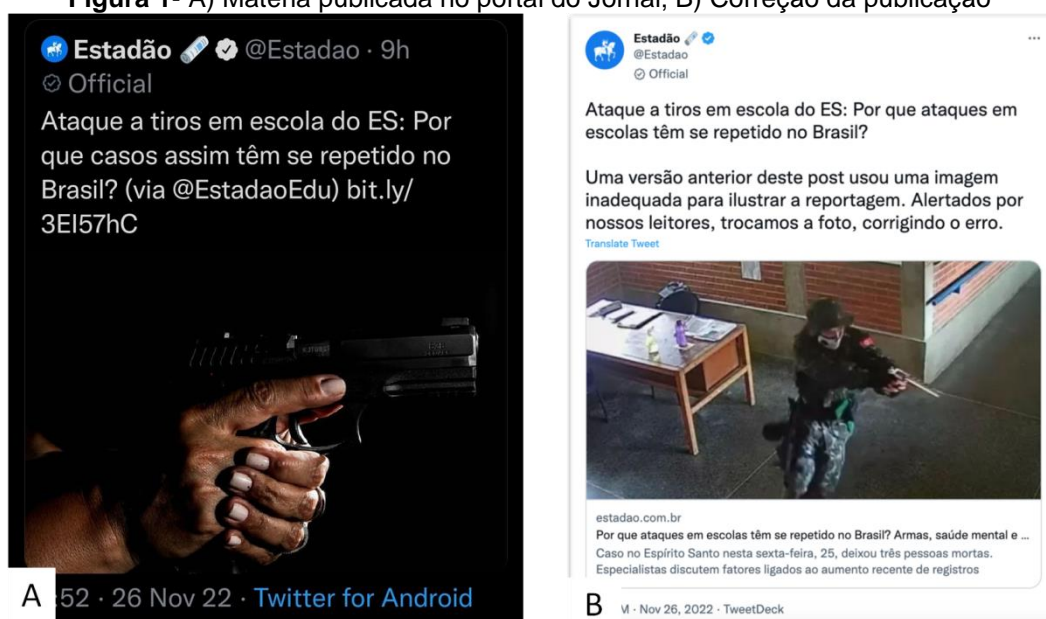 Figura 1- A) Matéria publicada no portal do Jornal; B) Correção da publicação
Estadão @Estadao · 9h
Official
Ataque a tiros em escola do ES: Por
que casos assim têm se repetido no
Brasil? (via @EstadaoEdu) bit.ly/
3EI57hC
A :52 · 26 Nov 22 · Twitter for Android
Estadão
@Estadao
Official
Ataque a tiros em escola do ES: Por que ataques em
escolas têm se repetido no Brasil?
Uma versão anterior deste post usou uma imagem
inadequada para ilustrar a reportagem. Alertados por
nossos leitores, trocamos a foto, corrigindo o erro.
Translate Tweet
estadao.com.br
Por que ataques em escolas têm se repetido no Brasil? Armas, saúde mental e ...
Caso no Espírito Santo nesta sexta-feira, 25, deixou três pessoas mortas.
Especialistas discutem fatores ligados ao aumento recente de registros
B M · Nov 26, 2022 · TweetDeck